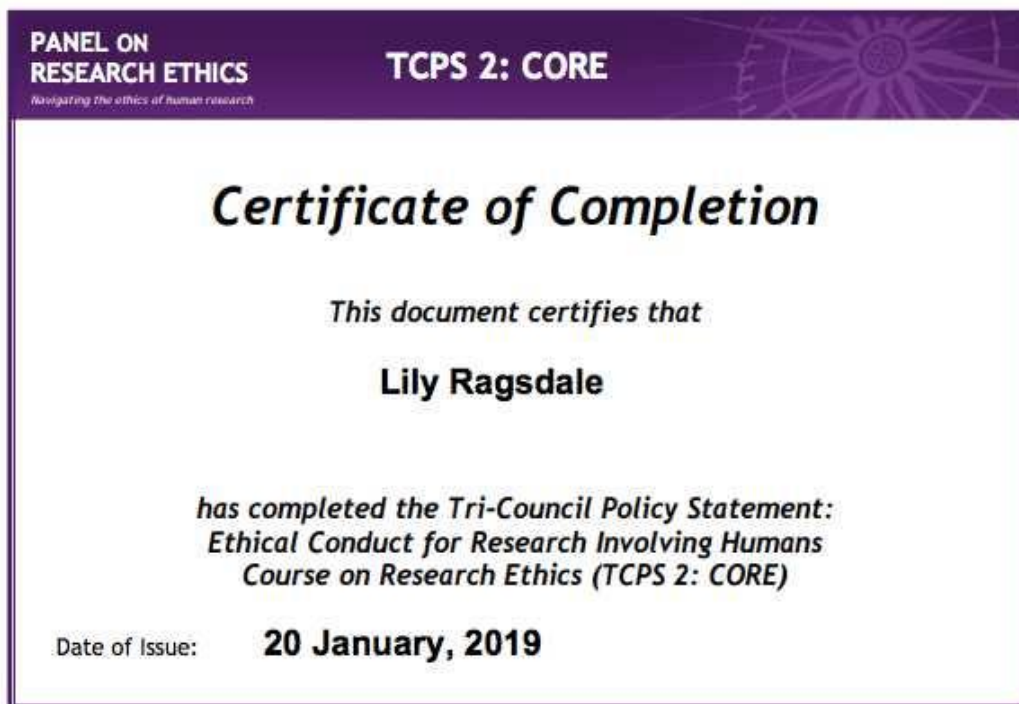 PANEL ON
RESEARCH ETHICS
Navigating the ethics of human research
TCPS 2: CORE
Certificate of Completion
This document certifies that
Lily Ragsdale
has completed the Tri-Council Policy Statement:
Ethical Conduct for Research Involving Humans
Course on Research Ethics (TCPS 2: CORE)
Date of Issue: 20 January, 2019